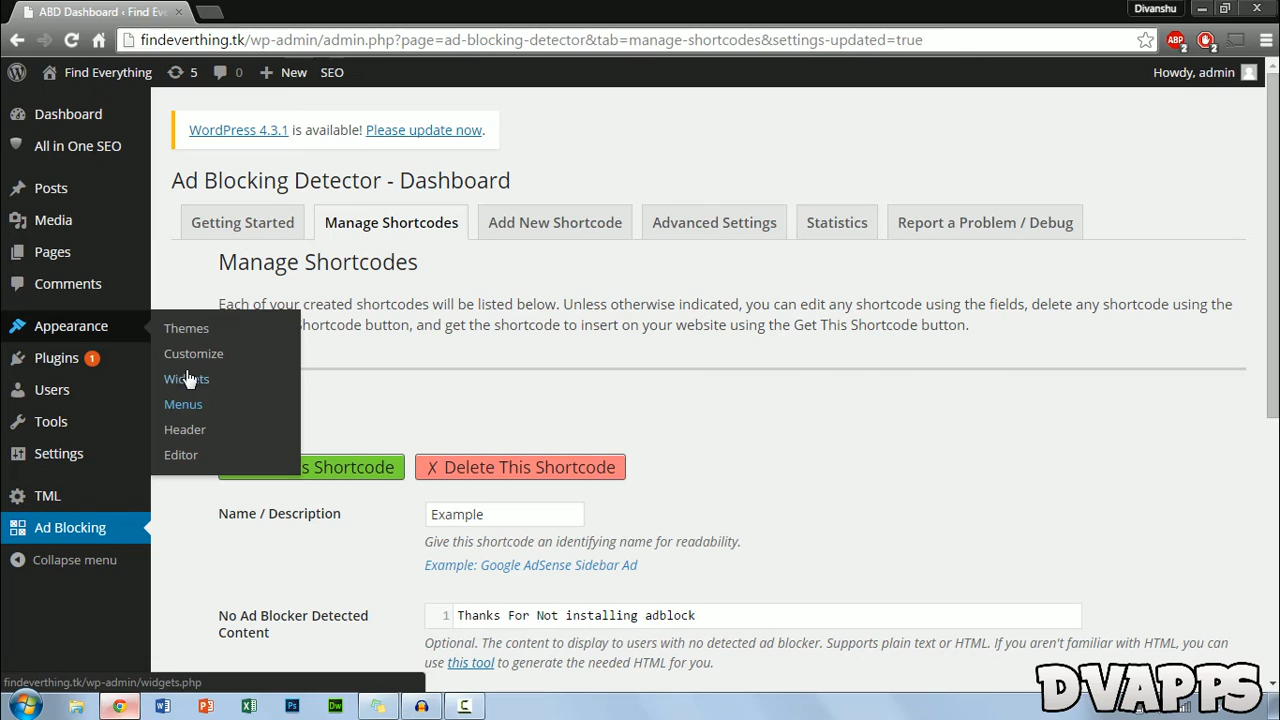 ABD Dashboard ‹ Find Eve
Divanshu
findeverthing.tk/wp-admin/admin.php?page=ad-blocking-detector&tab=manage-shortcodes&settings-updated=true
ABP 2 2
Find Everything 5 0 New SEO Howdy, admin
Dashboard
All in One SEO
Posts
Media
Pages
Comments
Appearance
Plugins 1
Users
Tools
Settings
TML
Ad Blocking
Collapse menu
Themes
Customize
Widgets
Menus
Header
Editor
WordPress 4.3.1 is available! Please update now.
Ad Blocking Detector - Dashboard
Getting Started Manage Shortcodes Add New Shortcode Advanced Settings Statistics Report a Problem / Debug
Manage Shortcodes
Each of your created shortcodes will be listed below. Unless otherwise indicated, you can edit any shortcode using the fields, delete any shortcode using the
hortcode button, and get the shortcode to insert on your website using the Get This Shortcode button.
s Shortcode ✗ Delete This Shortcode
Name / Description Example
Give this shortcode an identifying name for readability.
Example: Google AdSense Sidebar Ad
No Ad Blocker Detected
Content
1 Thanks For Not installing adblock
Optional. The content to display to users with no detected ad blocker. Supports plain text or HTML. If you aren't familiar with HTML, you can
use this tool to generate the needed HTML for you.
findeverthing.tk/wp-admin/widgets.php
DVAPPS